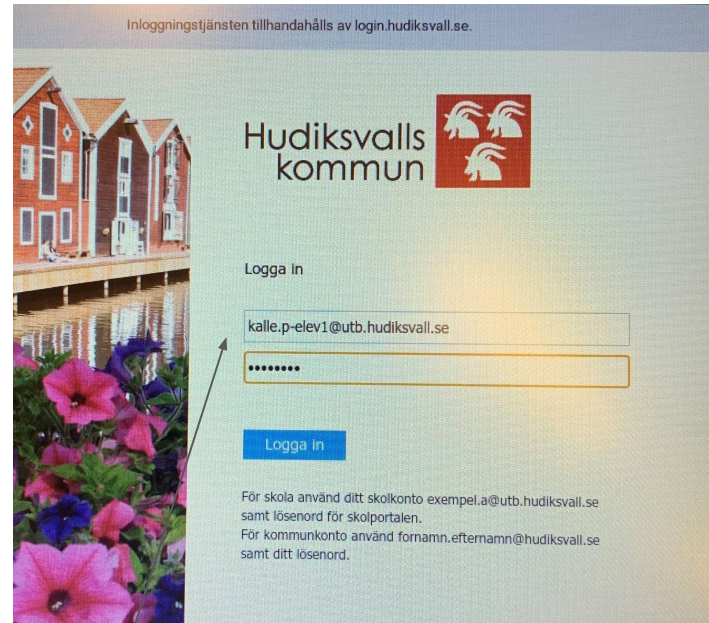 Inloggningstjänsten tillhandahålls av login.hudiksvall.se.
Hudiksvalls
kommun
Logga in
kalle.p-elev1@utb.hudiksvall.se
••••••••
Logga in
För skola använd ditt skolkonto exempel.a@utb.hudiksvall.se
samt lösenord för skolportalen.
För kommunkonto använd fornamn.efternamn@hudiksvall.se
samt ditt lösenord.